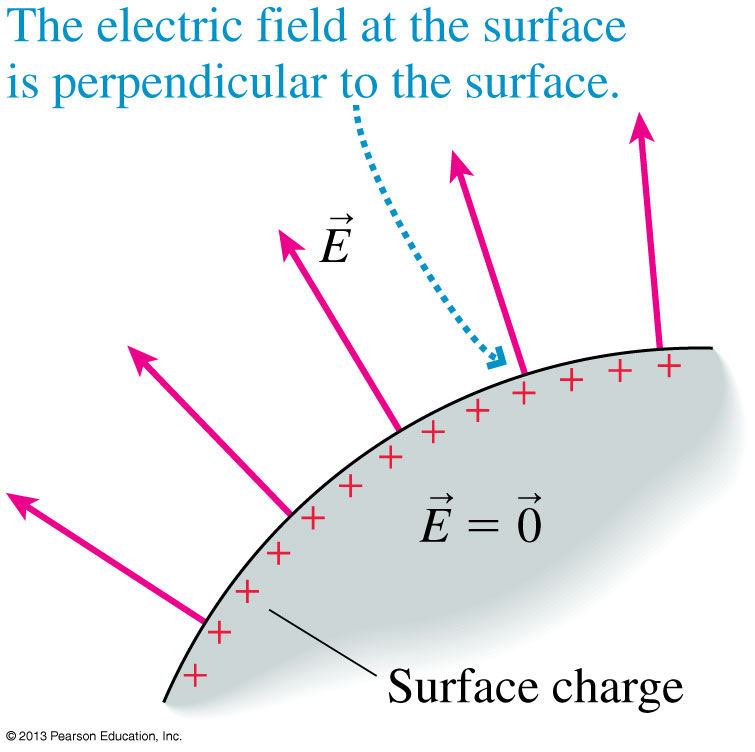 The electric field at the surface
is perpendicular to the surface.
E⃗
E⃗ = 0⃗
Surface charge
© 2013 Pearson Education, Inc.